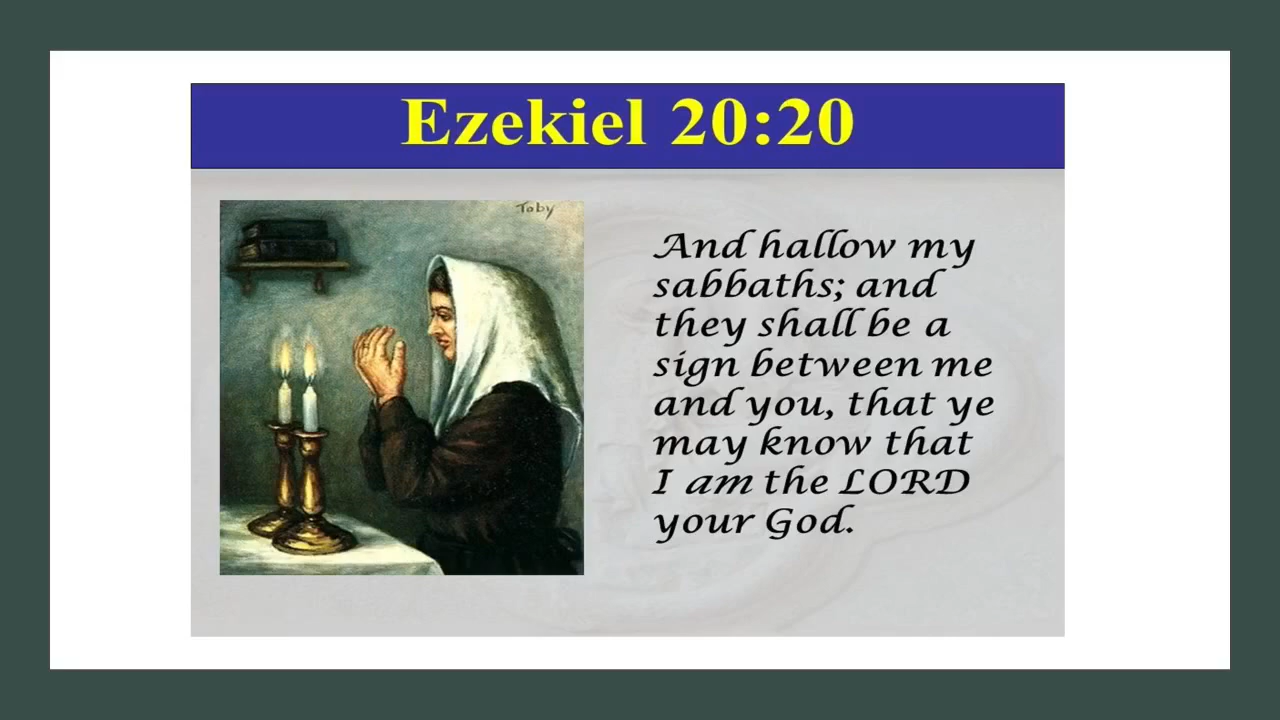 Ezekiel 20:20
Toby
And hallow my
sabbaths; and
they shall be a
sign between me
and you, that ye
may know that
I am the LORD
your God.